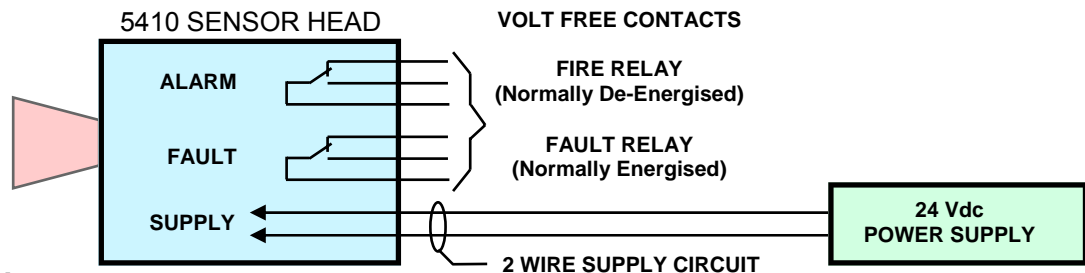 5410 SENSOR HEAD
VOLT FREE CONTACTS
ALARM
FIRE RELAY
(Normally De-Energised)
FAULT
FAULT RELAY
(Normally Energised)
SUPPLY
24 Vdc
POWER SUPPLY
2 WIRE SUPPLY CIRCUIT